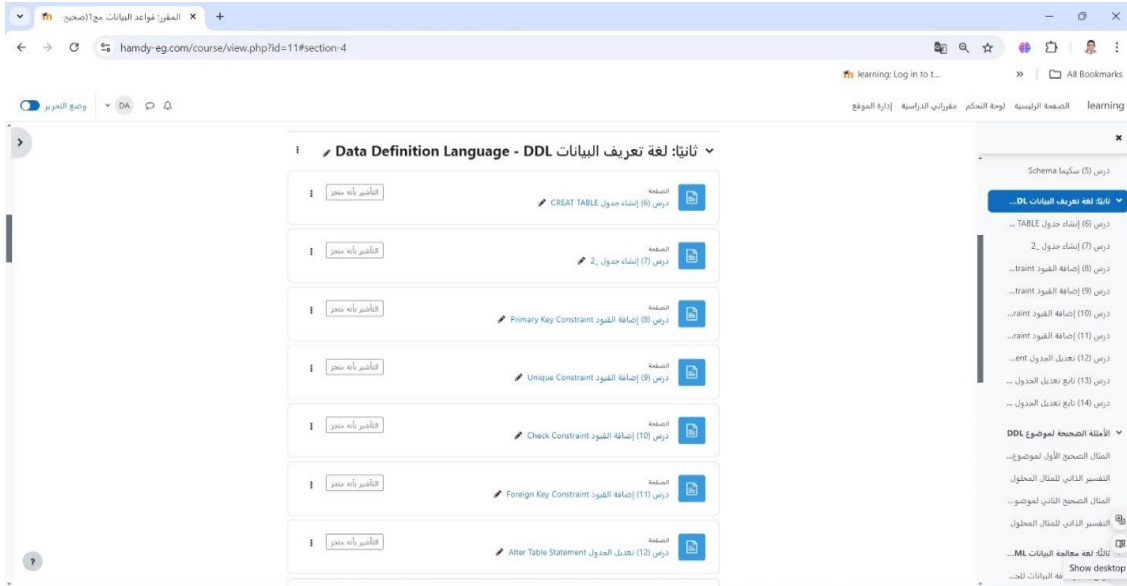 المقرر: قواعد البيانات مج1(صحيح-
hamdy-eg.com/course/view.php?id=11#section-4
learning: Log in to t...
All Bookmarks
learning الصفحة الرئيسية لوحة التحكم مقرراتي الدراسية إدارة الموقع
DA وضع التحرير
ثانيًا: لغة تعريف البيانات Data Definition Language - DDL
الصفحة
درس (6) إنشاء جدول CREAT TABLE
التأشير بأنه منجز
الصفحة
درس (7) إنشاء جدول _2
التأشير بأنه منجز
الصفحة
درس (8) إضافة القيود Primary Key Constraint
التأشير بأنه منجز
الصفحة
درس (9) إضافة القيود Unique Constraint
التأشير بأنه منجز
الصفحة
درس (10) إضافة القيود Check Constraint
التأشير بأنه منجز
الصفحة
درس (11) إضافة القيود Foreign Key Constraint
التأشير بأنه منجز
الصفحة
درس (12) تعديل الجدول Alter Table Statement
التأشير بأنه منجز
درس (5) سكيما Schema
ثانيًا: لغة تعريف البيانات DL...
درس (6) إنشاء جدول TABLE ...
درس (7) إنشاء جدول _2
درس (8) إضافة القيود traint...
درس (9) إضافة القيود traint...
درس (10) إضافة القيود raint...
درس (11) إضافة القيود raint...
درس (12) تعديل الجدول ent...
درس (13) تابع تعديل الجدول ...
درس (14) تابع تعديل الجدول ...
الأمثلة الصحيحة لموضوع DDL
المثال الصحيح الأول لموضوع...
التفسير الذاتي للمثال المحلول
المثال الصحيح الثاني لموضو...
التفسير الذاتي للمثال المحلول
ثالثًا: لغة معالجة البيانات ML...
فة البيانات للجـ...
Show desktop